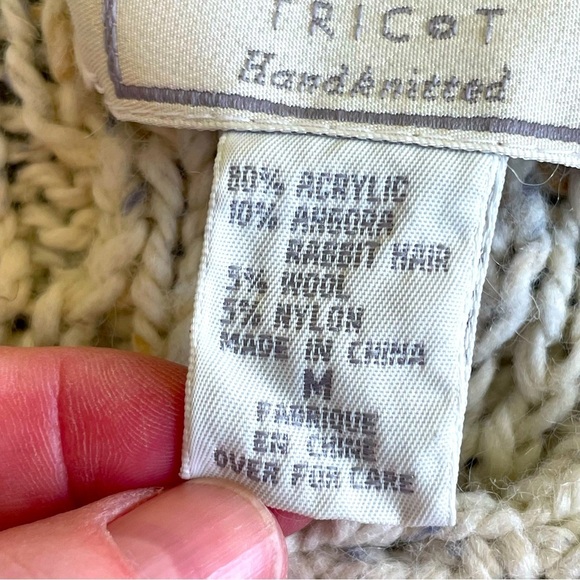 TRICOT
Handknitted
80% ACRYLIC
10% ANGORA
RABBIT HAIR
5% WOOL
5% NYLON
MADE IN CHINA
M
FABRIQUE
EN CHINE
OVER FOR CARE